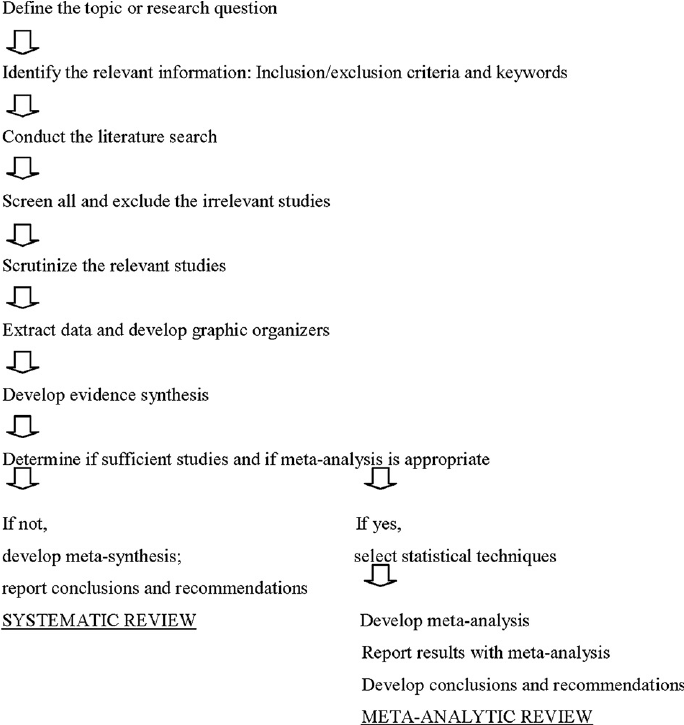 Define the topic or research question
Identify the relevant information: Inclusion/exclusion criteria and keywords
Conduct the literature search
Screen all and exclude the irrelevant studies
Scrutinize the relevant studies
Extract data and develop graphic organizers
Develop evidence synthesis
Determine if sufficient studies and if meta-analysis is appropriate
If not,
develop meta-synthesis;
report conclusions and recommendations
SYSTEMATIC REVIEW
If yes,
select statistical techniques
Develop meta-analysis
Report results with meta-analysis
Develop conclusions and recommendations
META-ANALYTIC REVIEW